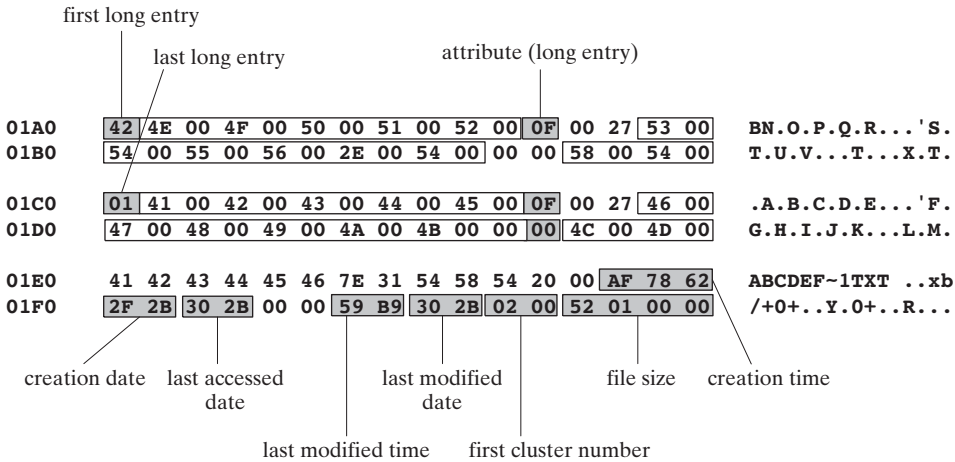 first long entry
last long entry
attribute (long entry)
01A0 42 4E 00 4F 00 50 00 51 00 52 00 0F 00 27 53 00 BN.O.P.Q.R...'S.
01B0 54 00 55 00 56 00 2E 00 54 00 00 00 58 00 54 00 T.U.V...T...X.T.
01C0 01 41 00 42 00 43 00 44 00 45 00 0F 00 27 46 00 .A.B.C.D.E...'F.
01D0 47 00 48 00 49 00 4A 00 4B 00 00 00 4C 00 4D 00 G.H.I.J.K...L.M.
01E0 41 42 43 44 45 46 7E 31 54 58 54 20 00 AF 78 62 ABCDEF~1TXT ..xb
01F0 2F 2B 30 2B 00 00 59 B9 30 2B 02 00 52 01 00 00 /+0+..Y.0+..R...
creation date
last accessed
date
last modified
date
file size
creation time
last modified time
first cluster number